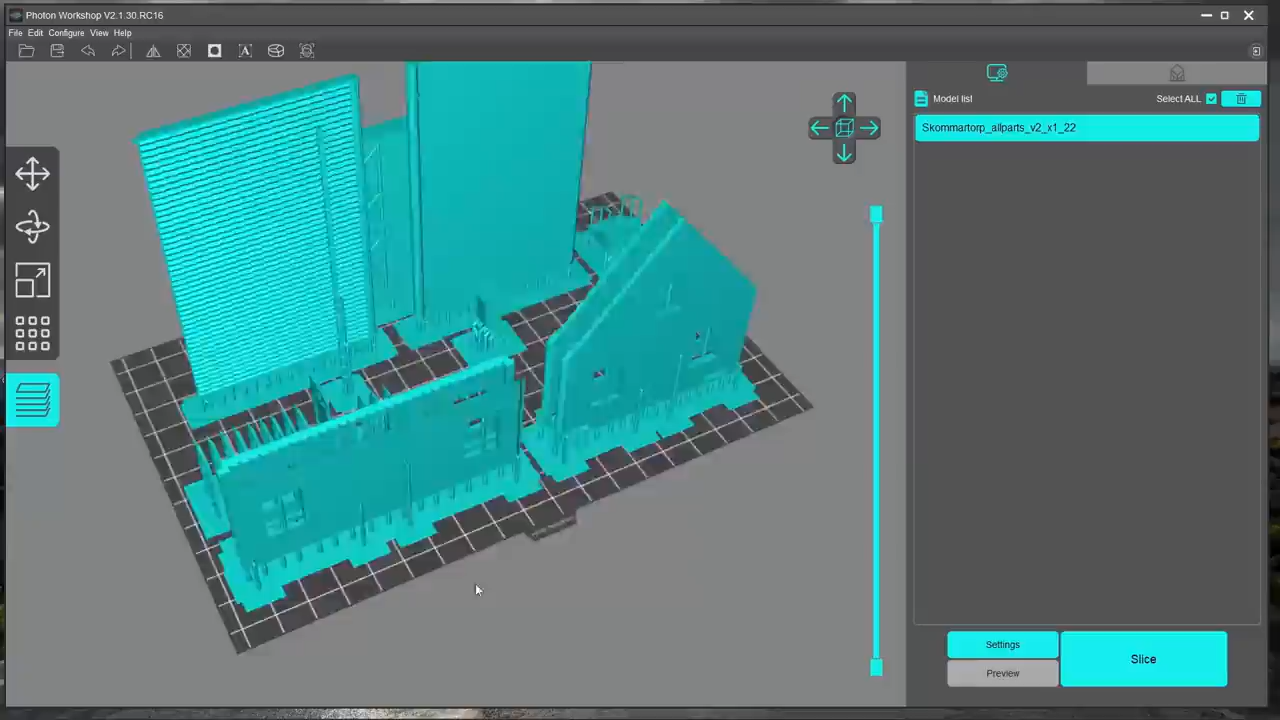 Photon Workshop V2.1.30.RC16
File Edit Configure View Help
A
Model list
Select ALL
Skommartorp_allparts_v2_x1_22
Settings
Slice
Preview